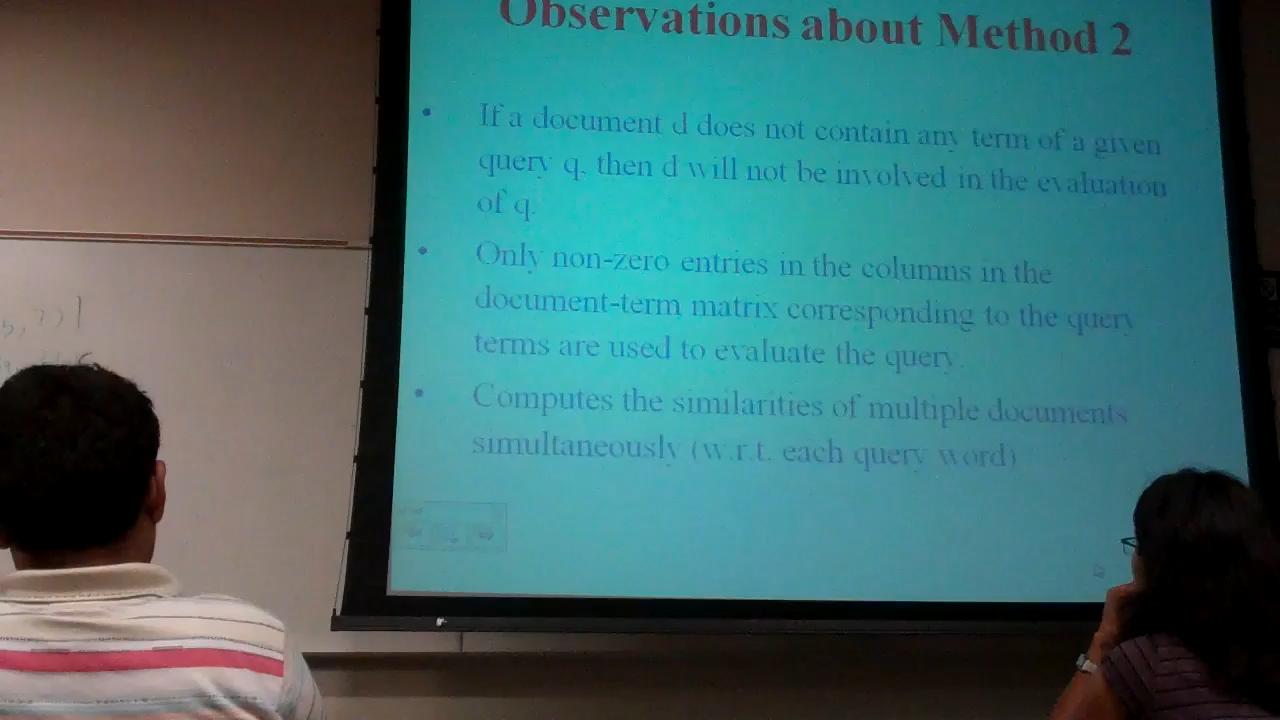 Observations about Method 2
• If a document d does not contain any term of a given
query q, then d will not be involved in the evaluation
of q.
• Only non-zero entries in the columns in the
document-term matrix corresponding to the query
terms are used to evaluate the query.
• Computes the similarities of multiple documents
simultaneously (w.r.t. each query word)